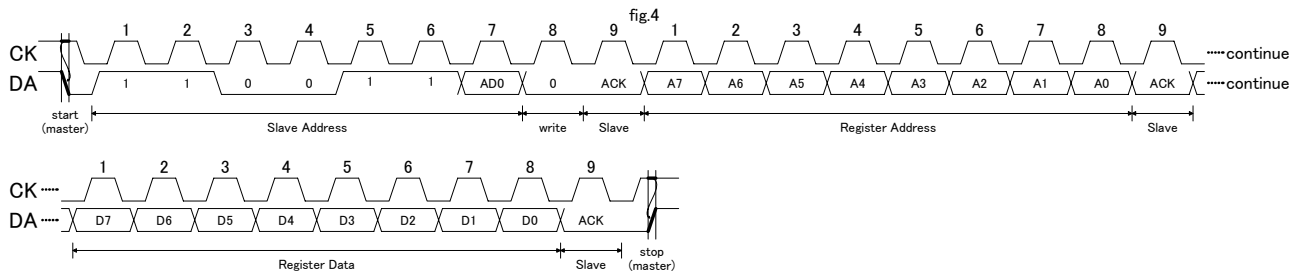 fig.4
1 2 3 4 5 6 7 8 9 1 2 3 4 5 6 7 8 9
CK ·····continue
DA 1 1 0 0 1 1 AD0 0 ACK A7 A6 A5 A4 A3 A2 A1 A0 ACK ·····continue
start
(master)
Slave Address write Slave Register Address Slave
1 2 3 4 5 6 7 8 9
CK ·····
DA ····· D7 D6 D5 D4 D3 D2 D1 D0 ACK
Register Data Slave
stop
(master)